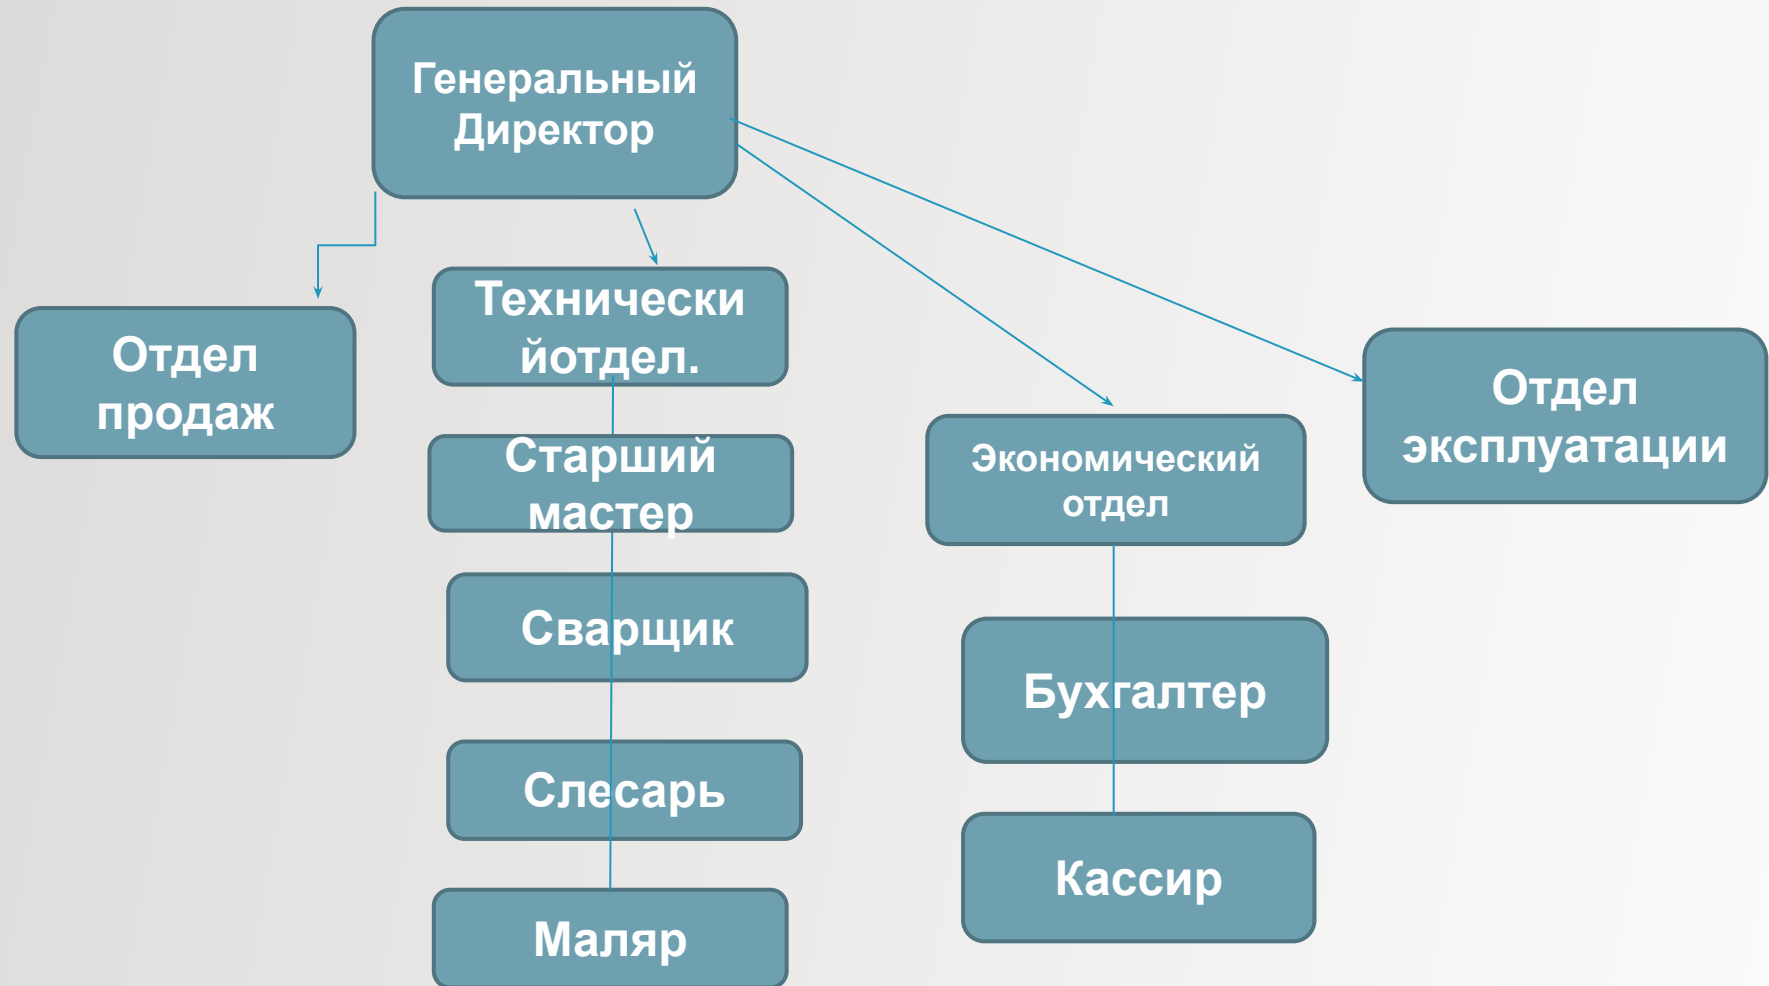 Генеральный
Директор
Отдел
продаж
Технически
йотдел.
Старший
мастер
Сварщик
Слесарь
Маляр
Экономический
отдел
Бухгалтер
Кассир
Отдел
эксплуатации